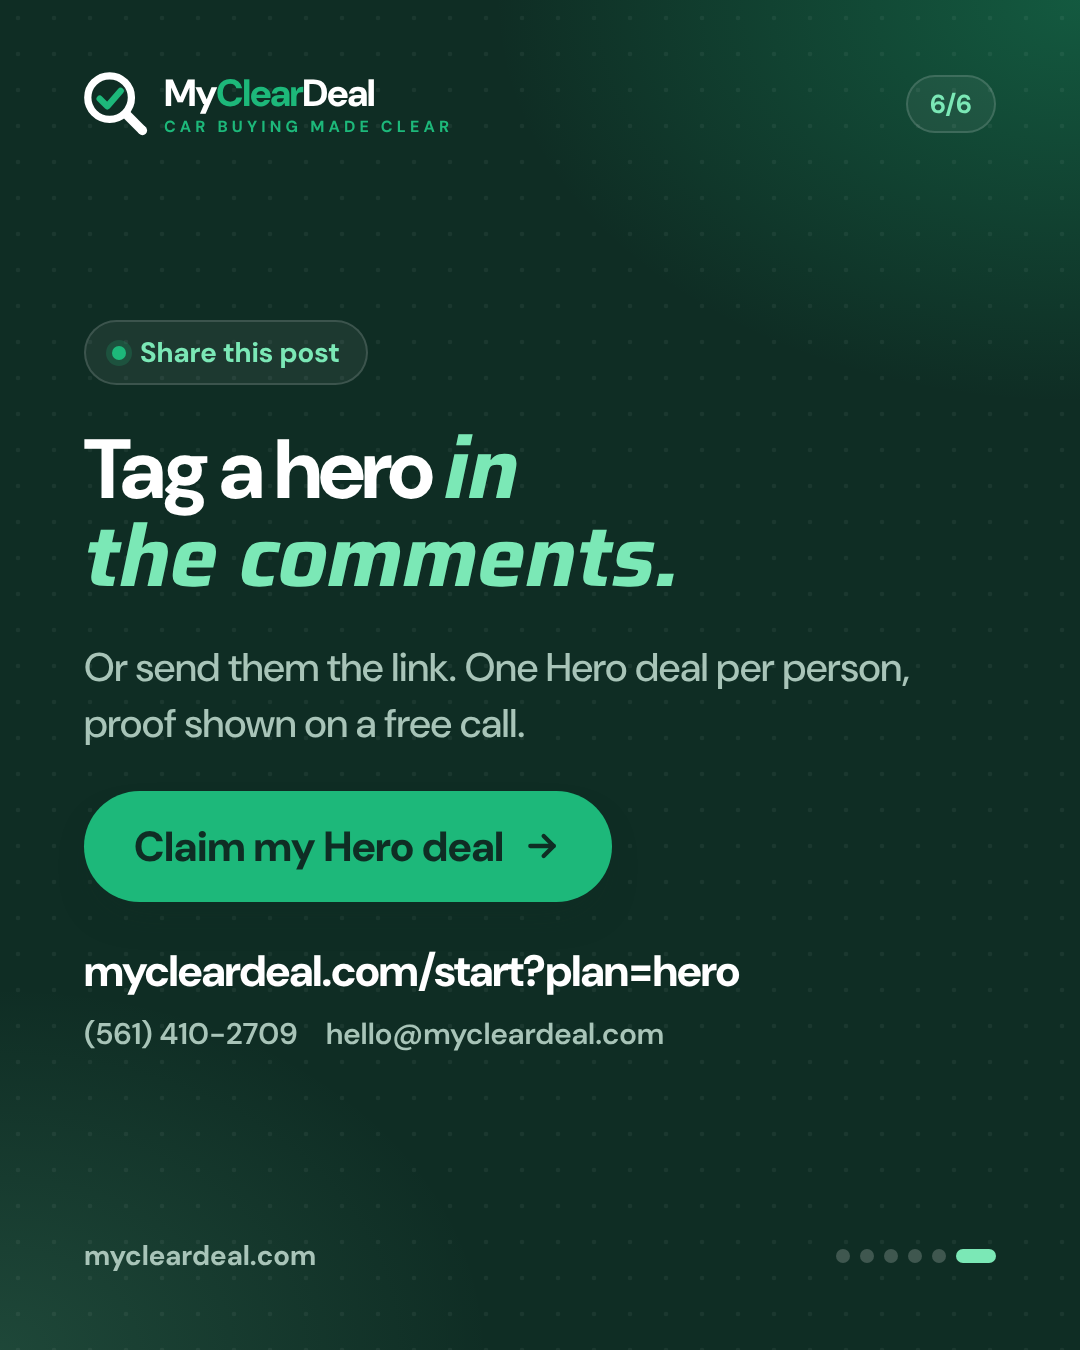 MyClearDeal
CAR BUYING MADE CLEAR
6/6
Share this post
Tag a hero in
the comments.
Or send them the link. One Hero deal per person,
proof shown on a free call.
Claim my Hero deal →
mycleardeal.com/start?plan=hero
(561) 410-2709 hello@mycleardeal.com
mycleardeal.com